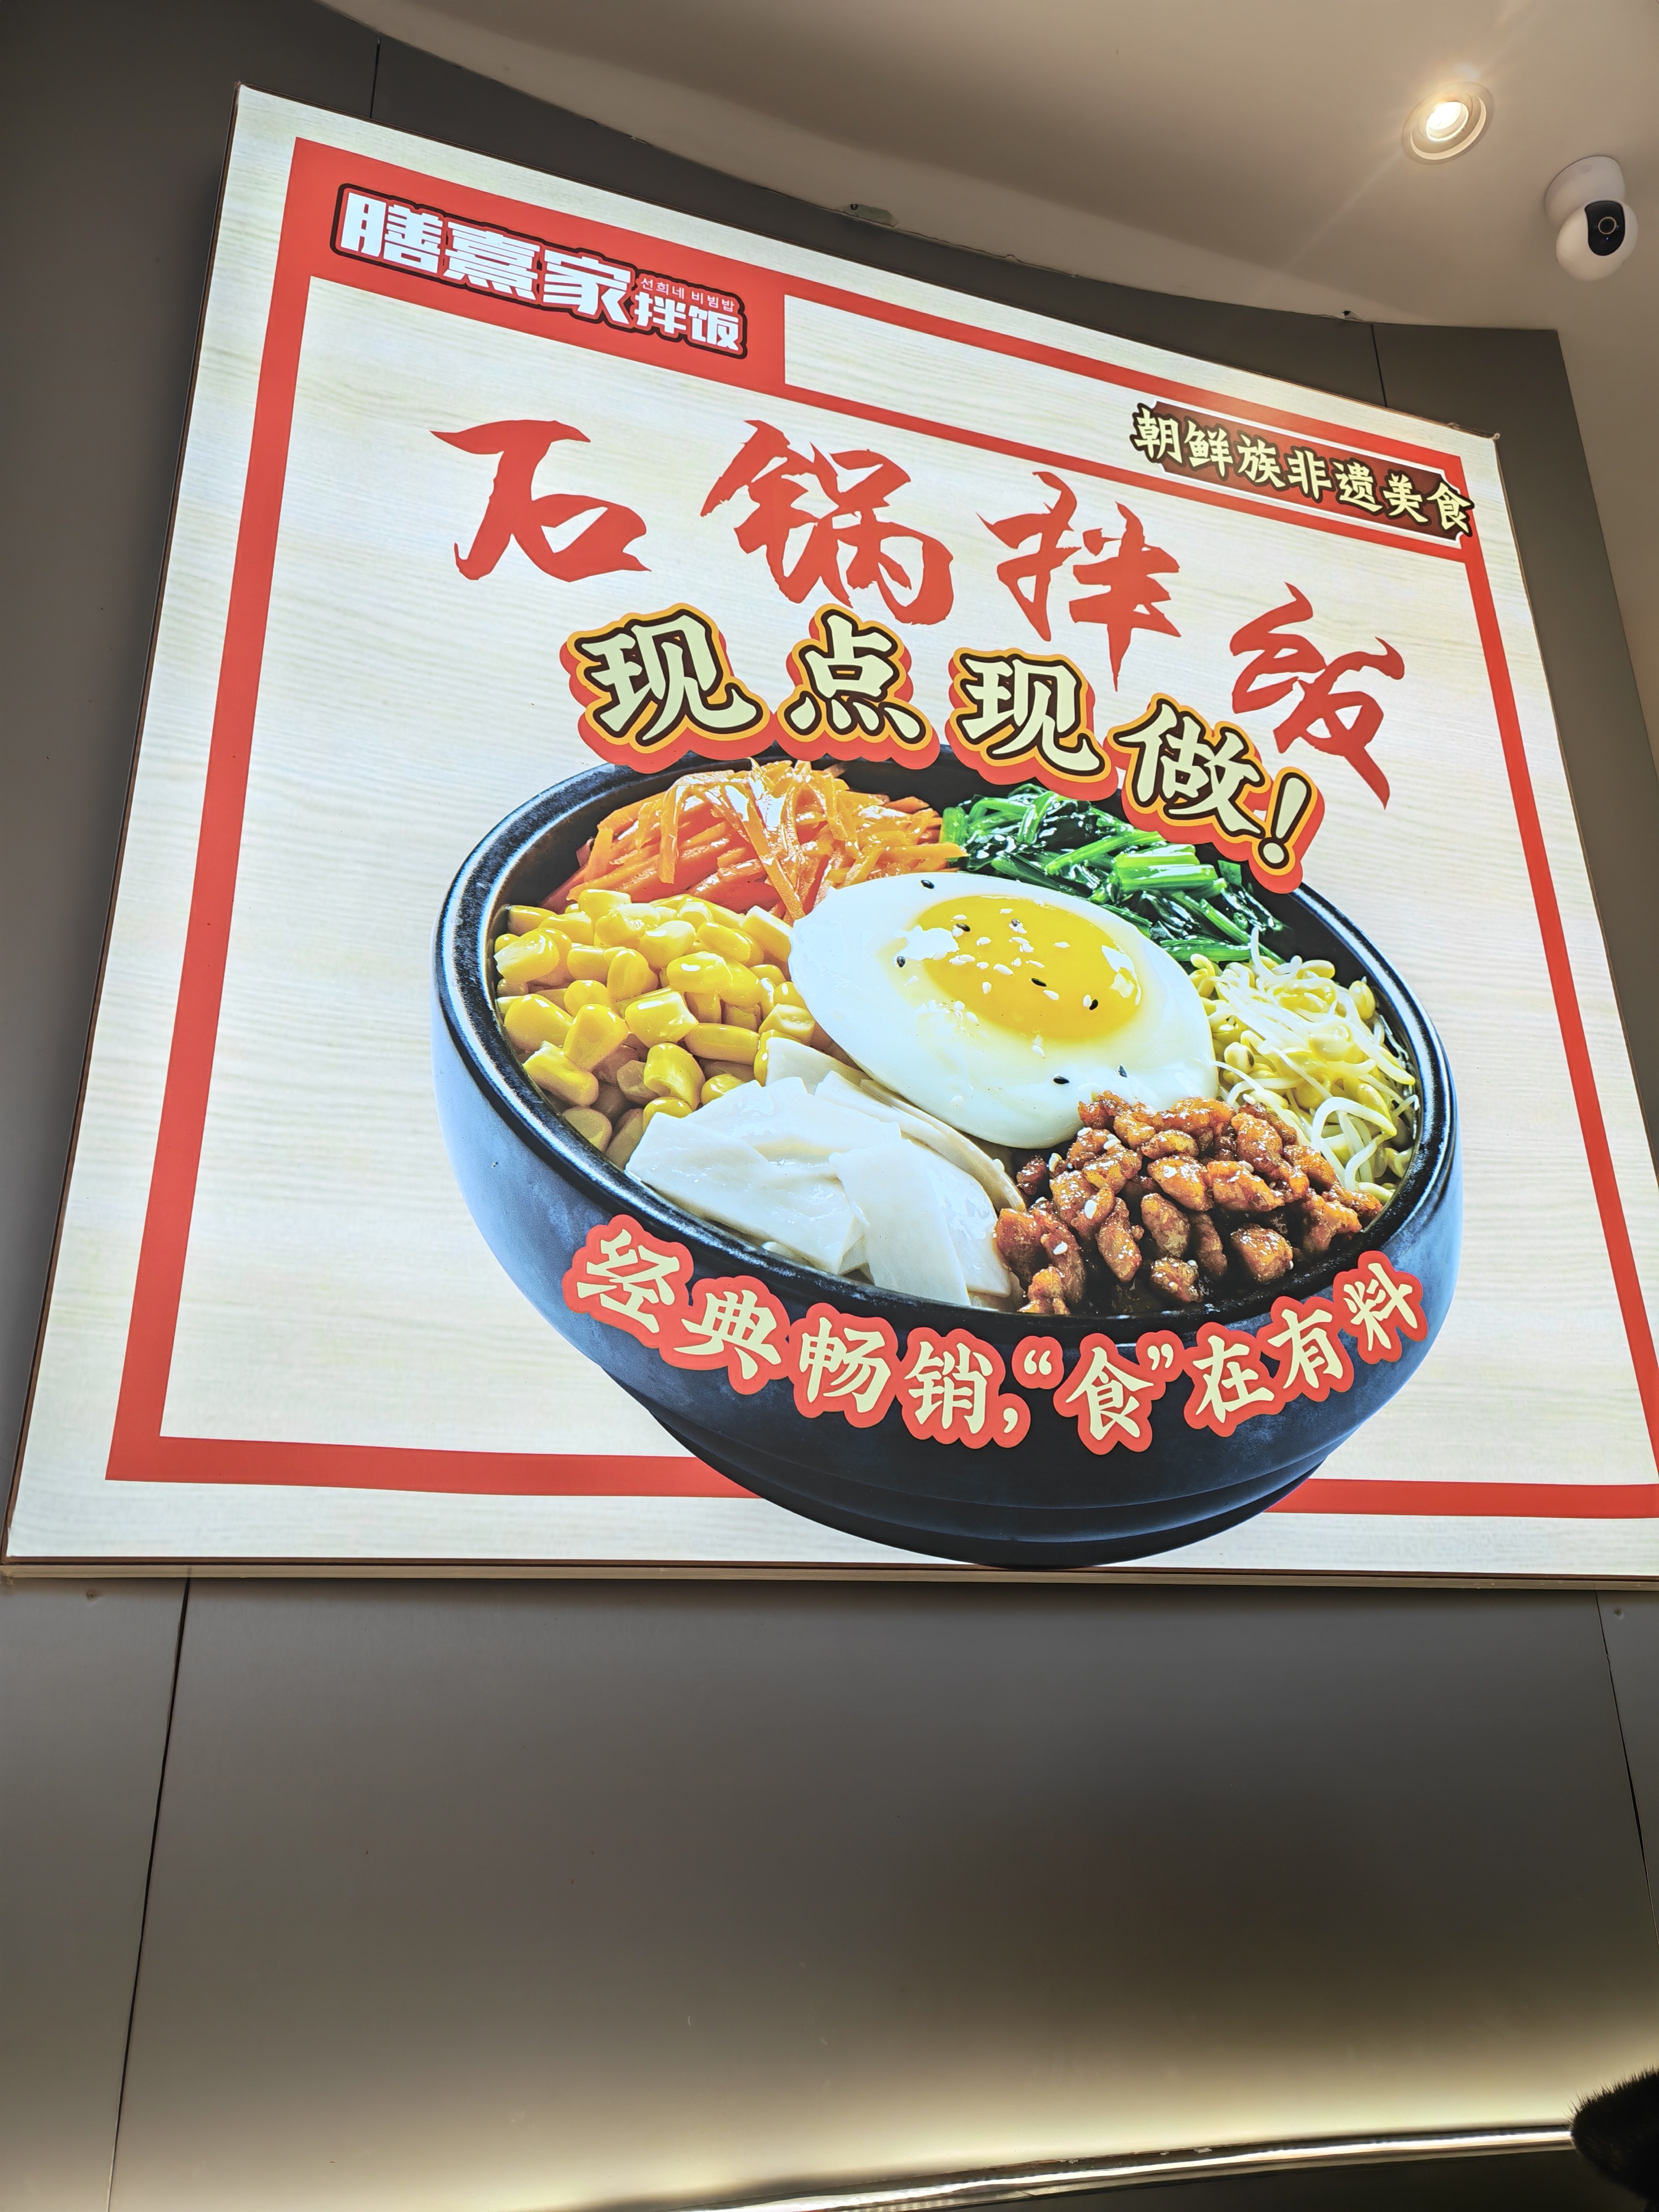 膳熹家
선희네 비빔밥
拌饭
朝鲜族非遗美食
石锅拌饭
现点现做!
经典畅销,“食”在有料